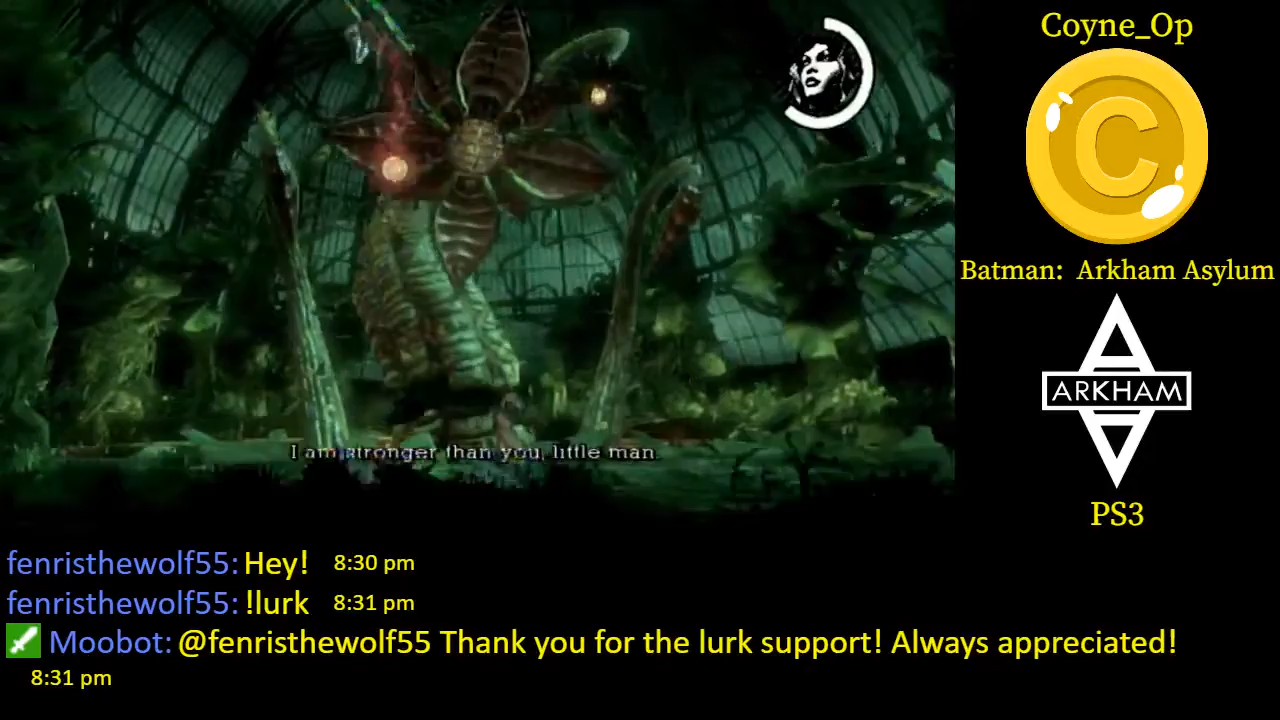 Coyne_Op
C
Batman: Arkham Asylum
ARKHAM
PS3
I am stronger than you, little man.
fenristhewolf55: Hey! 8:30 pm
fenristhewolf55: !lurk 8:31 pm
Moobot: @fenristhewolf55 Thank you for the lurk support! Always appreciated!
8:31 pm